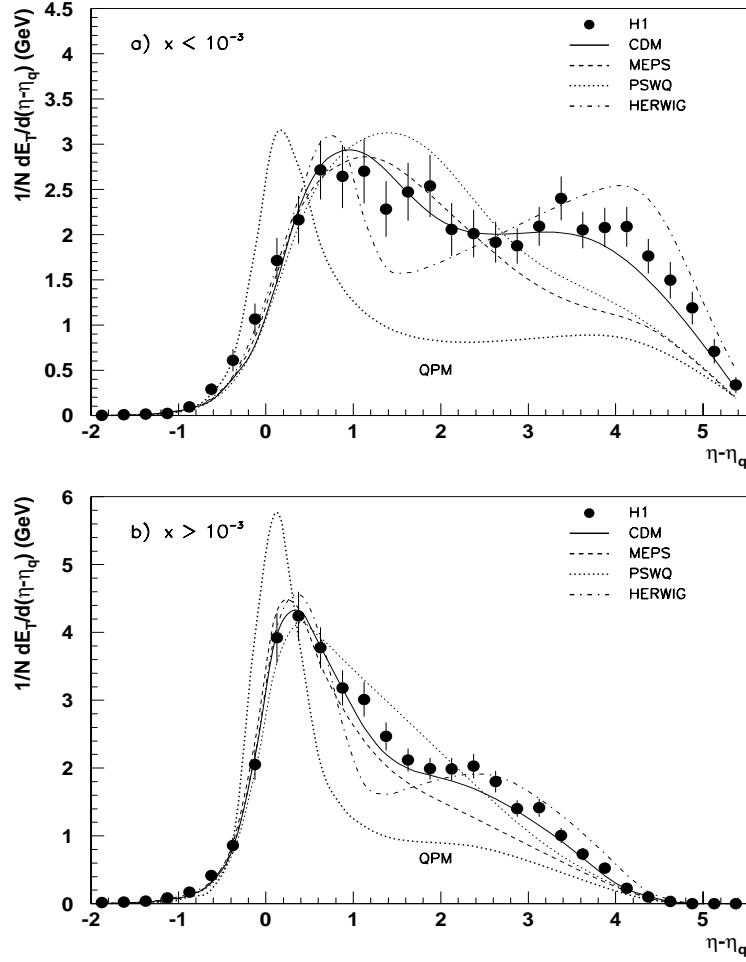 1/N dE_T/d(η-η_q) (GeV)
4.5
4
3.5
3
2.5
2
1.5
1
0.5
0
a) x < 10^-3
H1
CDM
MEPS
PSWQ
HERWIG
QPM
-2 -1 0 1 2 3 4 5
η-η_q
1/N dE_T/d(η-η_q) (GeV)
6
5
4
3
2
1
0
b) x > 10^-3
H1
CDM
MEPS
PSWQ
HERWIG
QPM
-2 -1 0 1 2 3 4 5
η-η_q